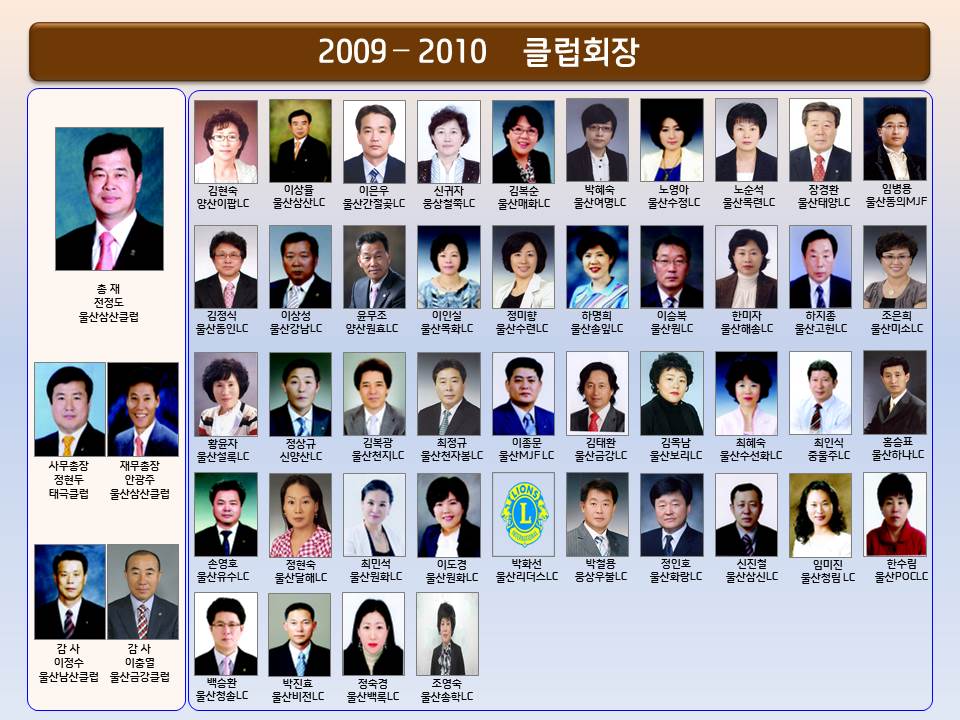 2009 – 2010 클럽회장
총 재
전정도
울산삼산클럽
사무총장
정현두
태극클럽
재무총장
안광주
울산삼산클럽
감 사
이정수
울산남산클럽
감 사
이충열
울산금강클럽
김현숙
양산이팝LC
이상율
울산삼산LC
이은우
울산간절곶LC
신귀자
웅상철쭉LC
김복순
울산매화LC
박혜숙
울산여명LC
노영아
울산수정LC
노순석
울산목련LC
장경환
울산태양LC
임병용
울산동의MJF
김정식
울산동인LC
이상성
울산강남LC
윤무조
양산원효LC
이인실
울산목화LC
정미향
울산수련LC
하명희
울산솔잎LC
이승복
울산원LC
한미자
울산해송LC
하지종
울산고헌LC
조은희
울산미소LC
황윤자
울산설록LC
정상규
신양산LC
김복광
울산천지LC
최정규
울산천자봉LC
이종문
울산MJF LC
김태환
울산금강LC
김옥남
울산보리LC
최혜숙
울산수선화LC
최민식
중울주LC
홍승표
울산하나LC
손영호
울산유수LC
정현숙
울산달해LC
최민석
울산원화LC
이도경
울산원화LC
LIONS
L
INTERNATIONAL
박화선
울산리더스LC
박철용
웅상우불LC
정인호
울산화랑LC
신진철
울산삼신LC
임미진
울산청림 LC
한수림
울산POCLC
백승환
울산청솔LC
박진효
울산비전LC
정숙경
울산백록LC
조영숙
울산송학LC